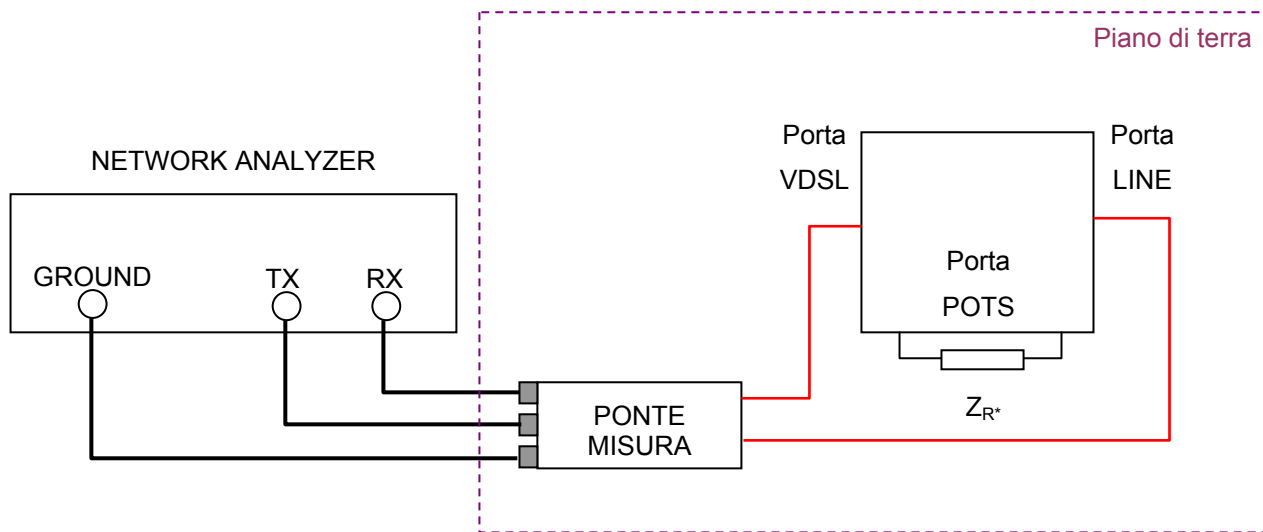 Piano di terra
Porta
VDSL
Porta
LINE
NETWORK ANALYZER
GROUND
TX
RX
Porta
POTS
PONTE
MISURA
ZR*